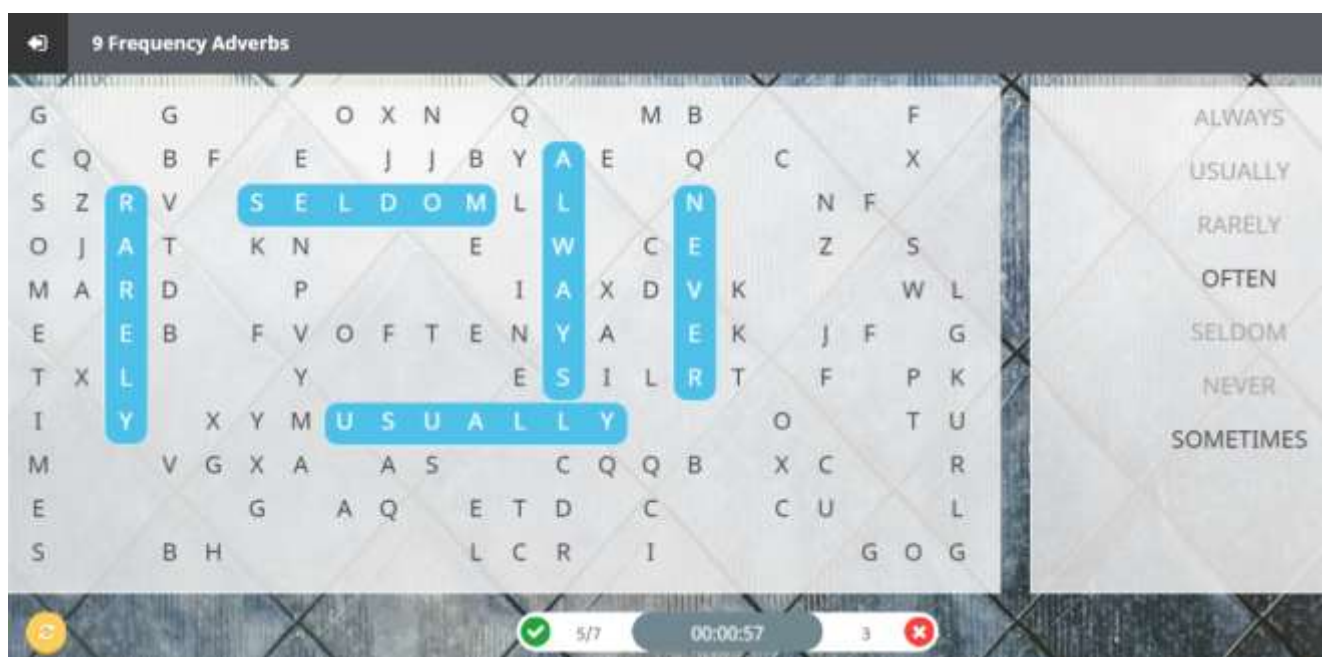 9 Frequency Adverbs
G G O X N Q M B F
C Q B F E J J B Y A E Q C X
S Z R V S E L D O M L L N N F
O J A T K N E W C E Z S
M A R D P I A X D V K W L
E E B F V O F T E N Y A E K J F G
T X L Y E S I L R T F P K
I Y X Y M U S U A L L Y O T U
M V G X A A S C Q Q B X C R
E G A Q E T D C C U L
S B H L C R I G O G
ALWAYS
USUALLY
RARELY
OFTEN
SELDOM
NEVER
SOMETIMES
5/7 00:00:57 3